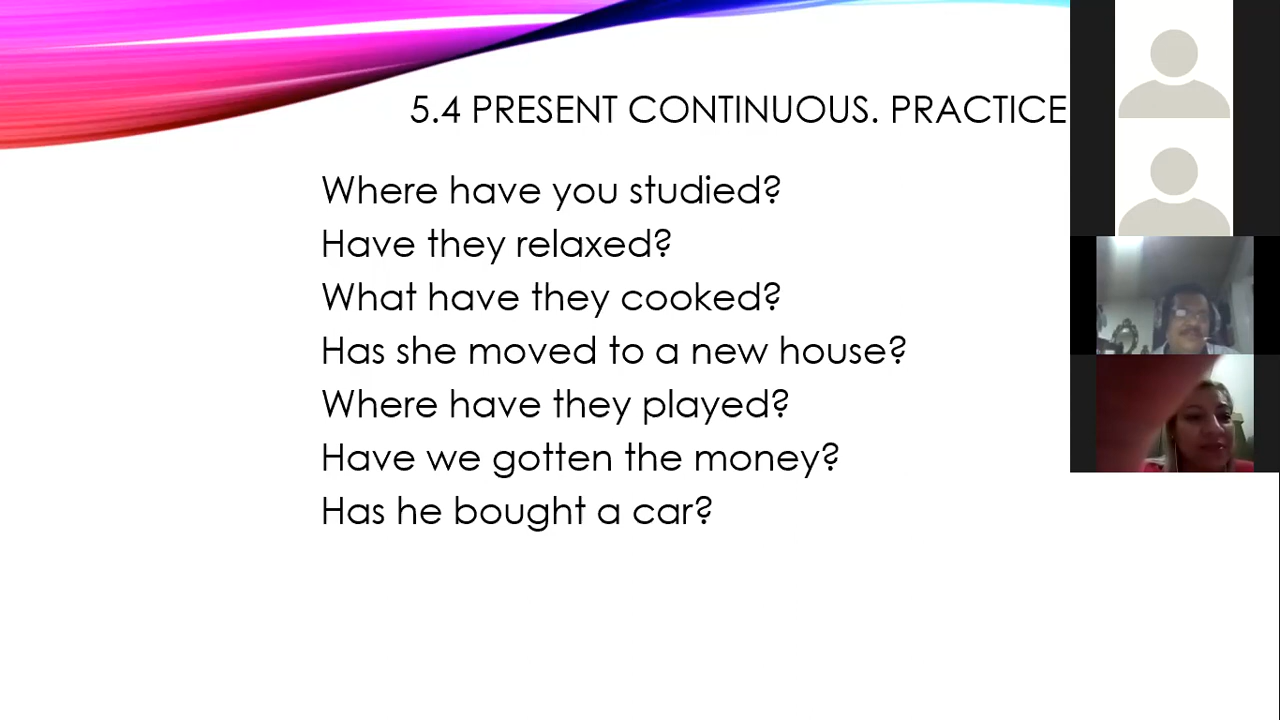 5.4 PRESENT CONTINUOUS. PRACTICE
Where have you studied?
Have they relaxed?
What have they cooked?
Has she moved to a new house?
Where have they played?
Have we gotten the money?
Has he bought a car?